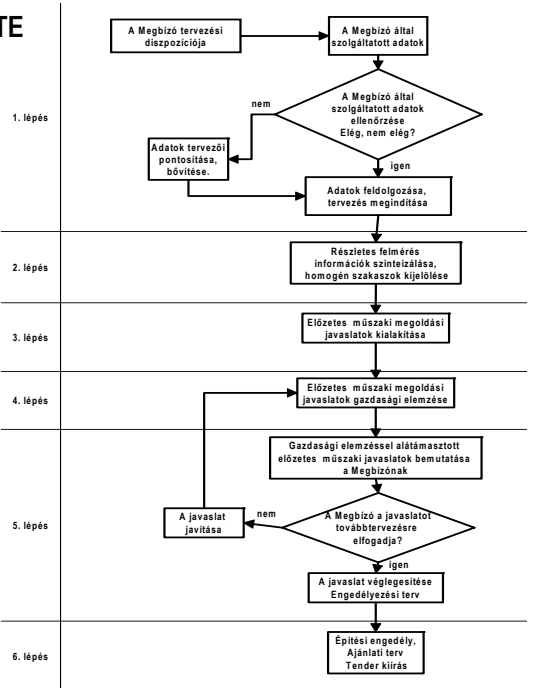 TE
A Megbízó tervezési
diszpozíciója
A Megbízó által
szolgáltatott adatok
1. lépés
A Megbízó által
szolgáltatott adatok
ellenőrzése
Elég, nem elég?
nem
Adatok tervezői
pontosítása,
bővítése.
igen
Adatok feldolgozása,
tervezés megindítása
2. lépés
Részletes felmérés
információk szinteizálása,
homogén szakaszok kijelölése
3. lépés
Előzetes műszaki megoldási
javaslatok kialakítása
4. lépés
Előzetes műszaki megoldási
javaslatok gazdasági elemzése
5. lépés
Gazdasági elemzéssel alátámasztott
előzetes műszaki javaslatok bemutatása
a Megbízónak
A Megbízó a javaslatot
továbbtervezésre
elfogadja?
nem
A javaslat
javítása
igen
A javaslat véglegesítése
Engedélyezési terv
6. lépés
Építési engedély,
Ajánlati terv
Tender kiírás